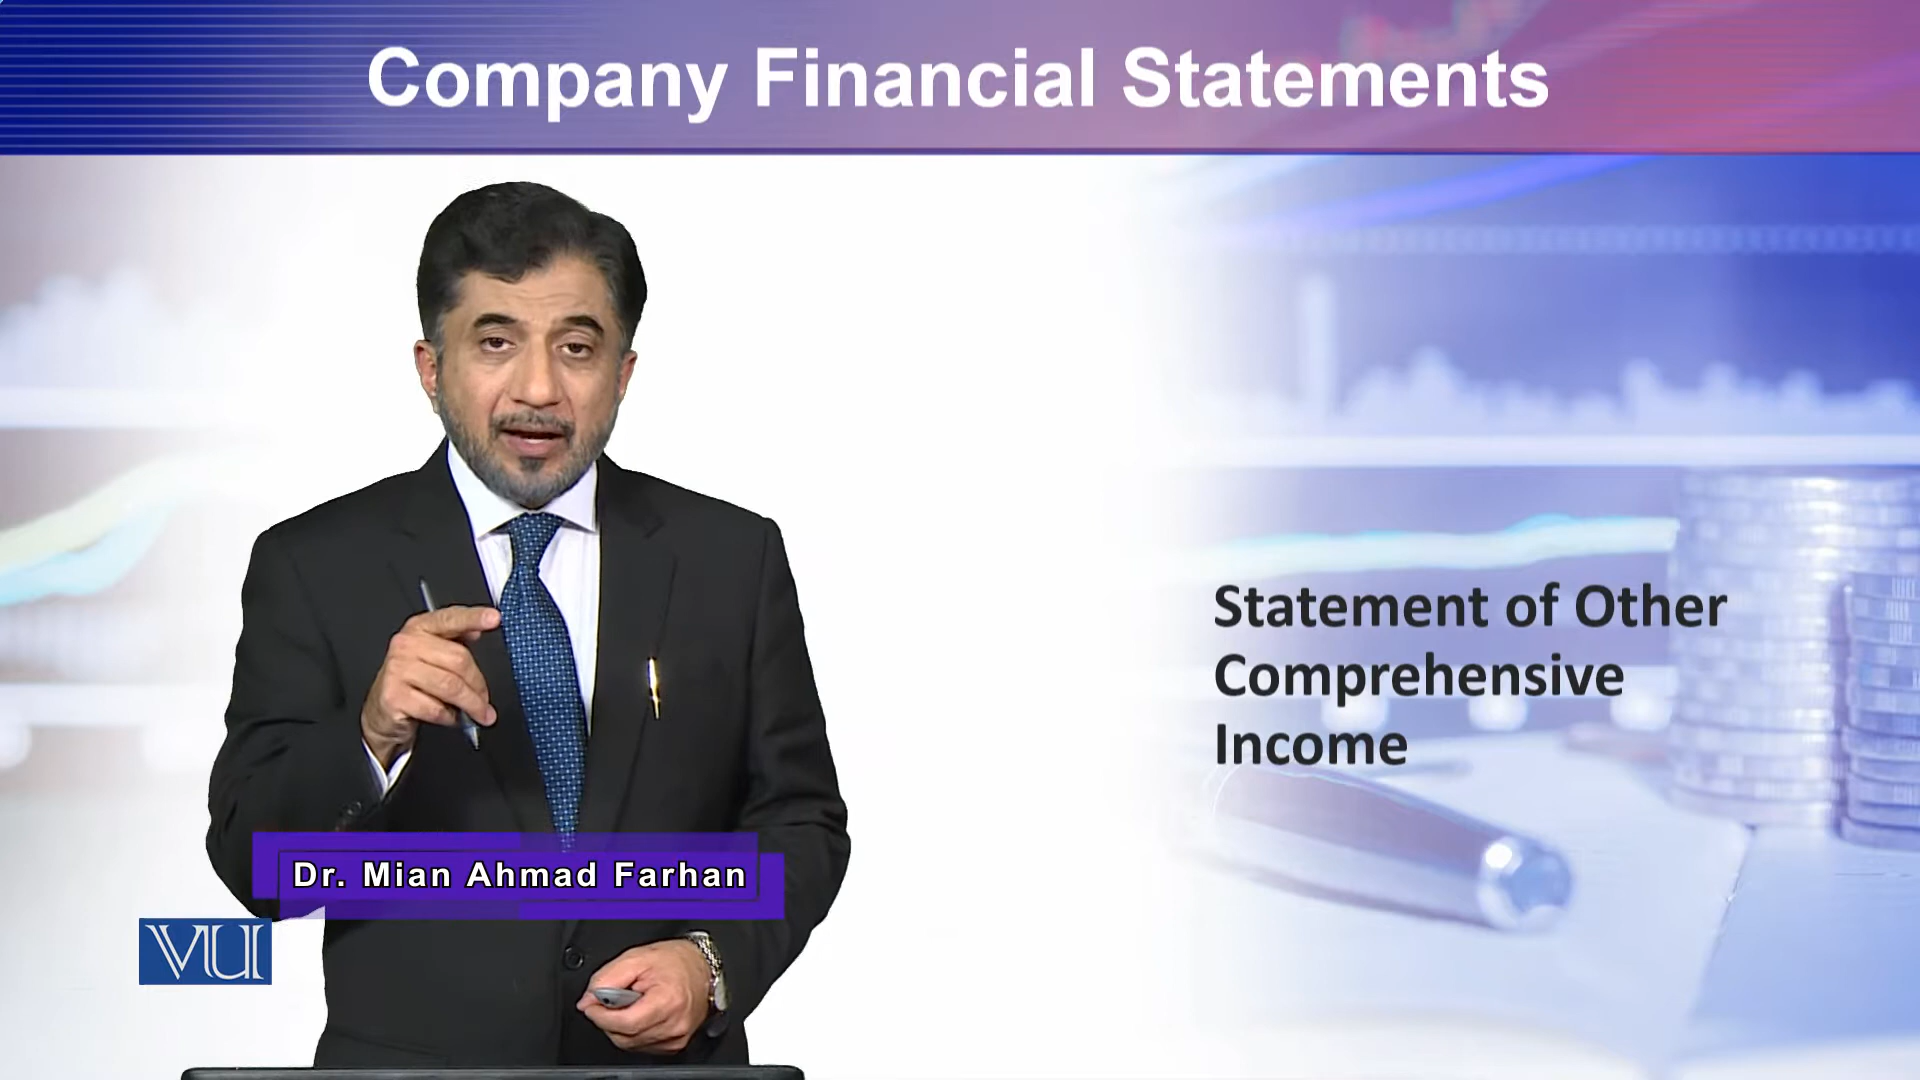 Company Financial Statements
Statement of Other
Comprehensive
Income
Dr. Mian Ahmad Farhan
VU